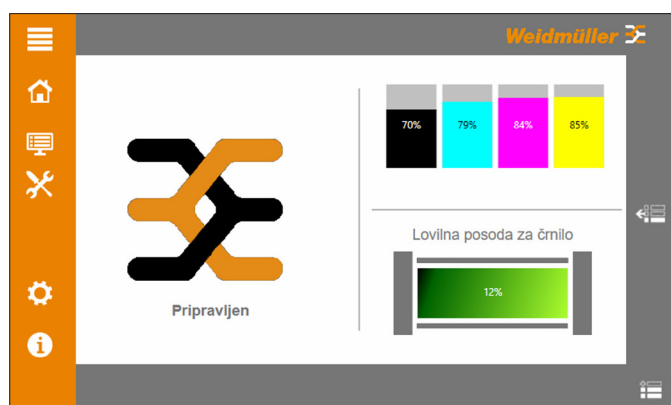 Weidmüller
70% 79% 84% 85%
Lovilna posoda za črnilo
12%
Pripravljen